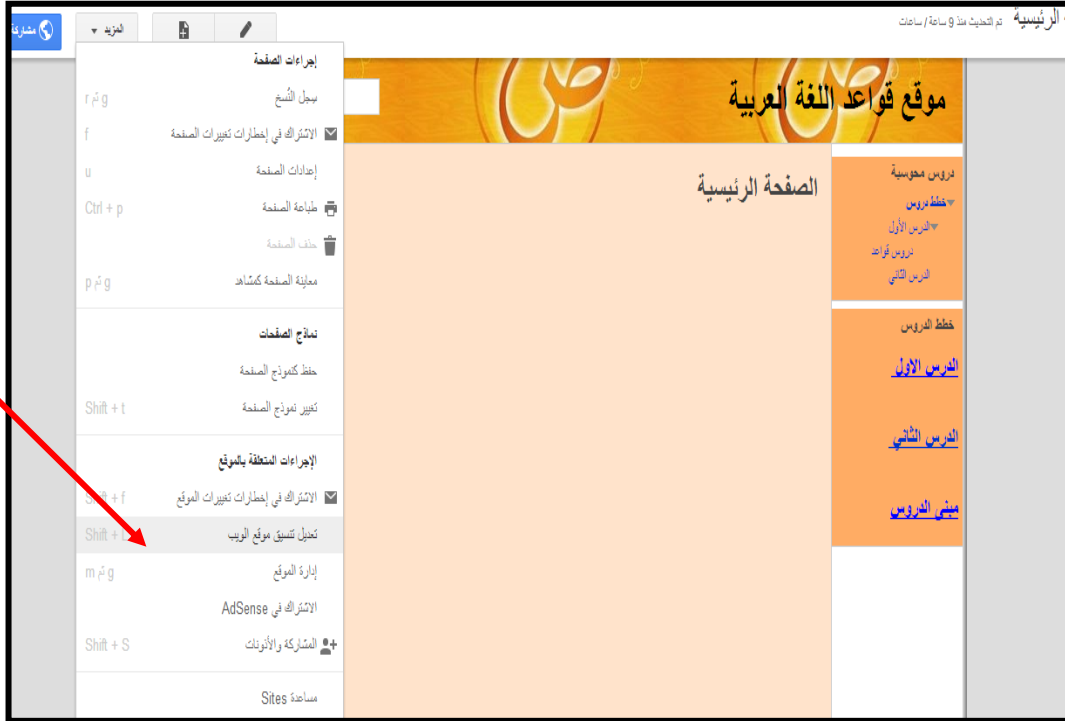 الرئيسية تم التحديث منذ 9 ساعة / ساعات
المزيد
مشاركة
موقع قواعد اللغة العربية
دروس محوسبة
خطط دروس
الدرس الأول
دروس قواعد
الدرس الثاني
خطط الدروس
الدرس الاول
الدرس الثاني
مبنى الدروس
الصفحة الرئيسية
إجراءات الصفحة
سجل النُسخ g ثم r
الاشتراك في إخطارات تغييرات الصفحة f
إعدادات الصفحة u
طباعة الصفحة Ctrl + p
حذف الصفحة
معاينة الصفحة كمشاهد g ثم p
نماذج الصفحات
حفظ كنموذج الصفحة
تغيير نموذج الصفحة Shift + t
الإجراءات المتعلقة بالموقع
الاشتراك في إخطارات تغييرات الموقع Shift + f
تعديل تنسيق موقع الويب Shift +
إدارة الموقع g ثم m
الاشتراك في AdSense
المشاركة والأذونات Shift + S
مساعدة Sites